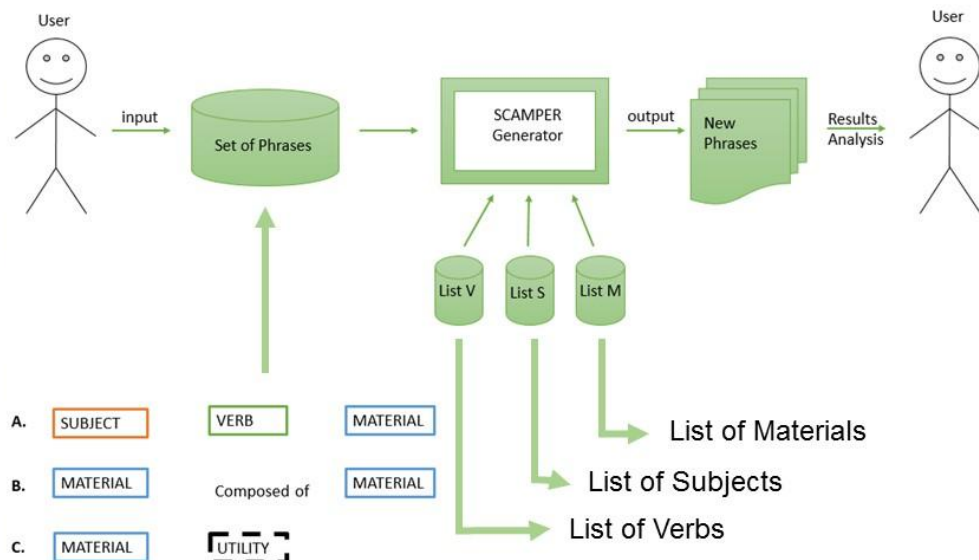 User
User
input
Set of Phrases
SCAMPER
Generator
output
New
Phrases
Results
Analysis
List V
List S
List M
A. SUBJECT VERB MATERIAL
B. MATERIAL Composed of MATERIAL
C. MATERIAL UTILITY
List of Materials
List of Subjects
List of Verbs